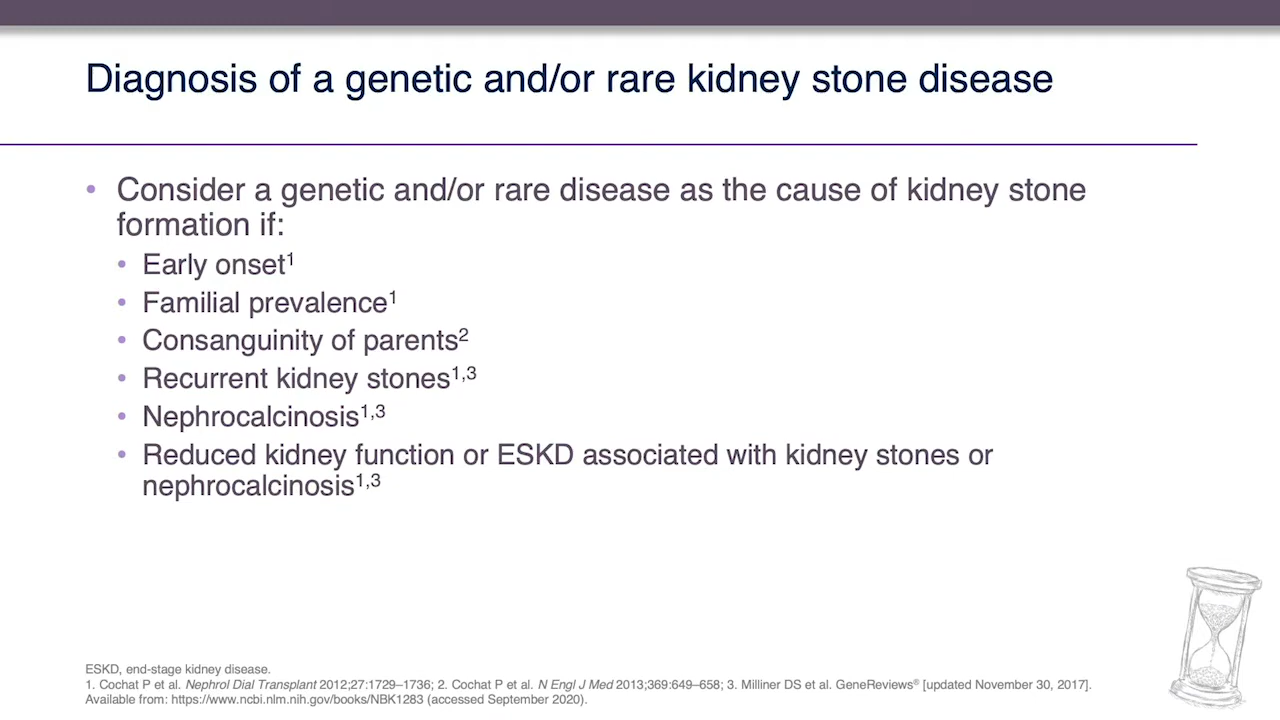 Diagnosis of a genetic and/or rare kidney stone disease
• Consider a genetic and/or rare disease as the cause of kidney stone
formation if:
• Early onset¹
• Familial prevalence¹
• Consanguinity of parents²
• Recurrent kidney stones¹,³
• Nephrocalcinosis¹,³
• Reduced kidney function or ESKD associated with kidney stones or
nephrocalcinosis¹,³
ESKD, end-stage kidney disease.
1. Cochat P et al. Nephrol Dial Transplant 2012;27:1729–1736; 2. Cochat P et al. N Engl J Med 2013;369:649–658; 3. Milliner DS et al. GeneReviews® [updated November 30, 2017].
Available from: https://www.ncbi.nlm.nih.gov/books/NBK1283 (accessed September 2020).